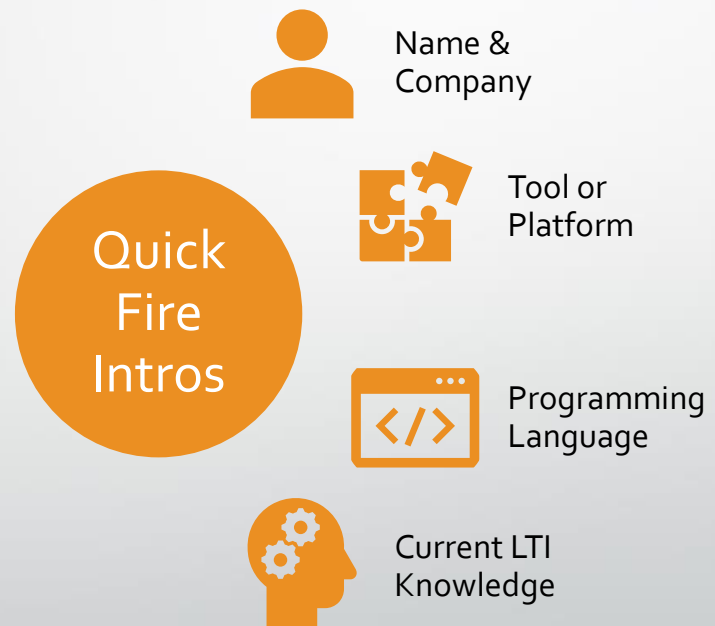 Quick
Fire
Intros
Name &
Company
Tool or
Platform
Programming
Language
Current LTI
Knowledge